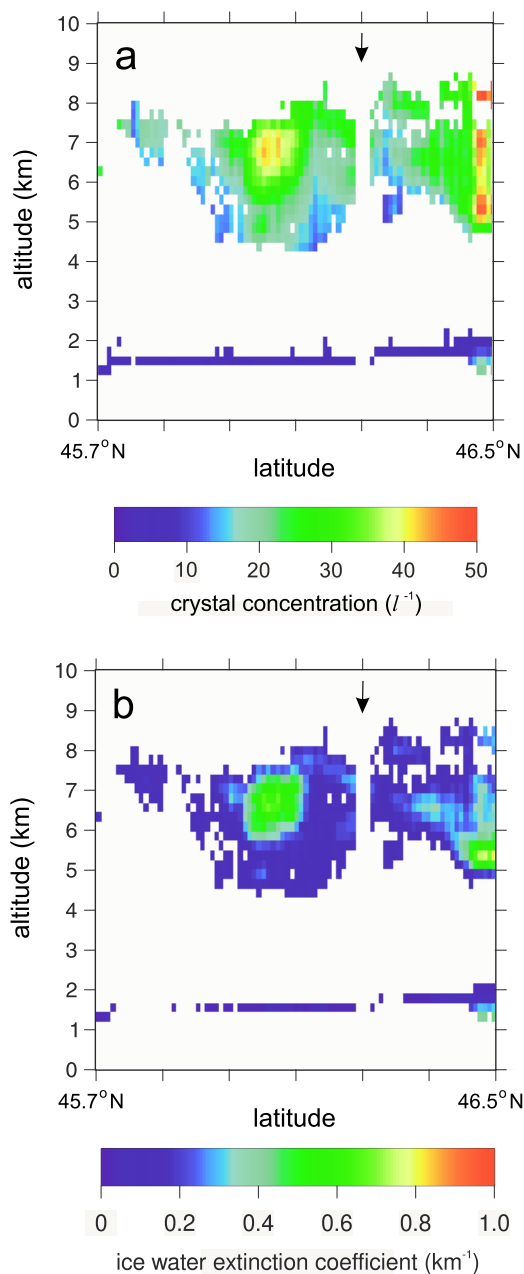 a
10
9
8
7
6
5
4
3
2
1
0
altitude (km)
45.7°N
46.5°N
latitude
0 10 20 30 40 50
crystal concentration (l⁻¹)
b
10
9
8
7
6
5
4
3
2
1
0
altitude (km)
45.7°N
46.5°N
latitude
0 0.2 0.4 0.6 0.8 1.0
ice water extinction coefficient (km⁻¹)